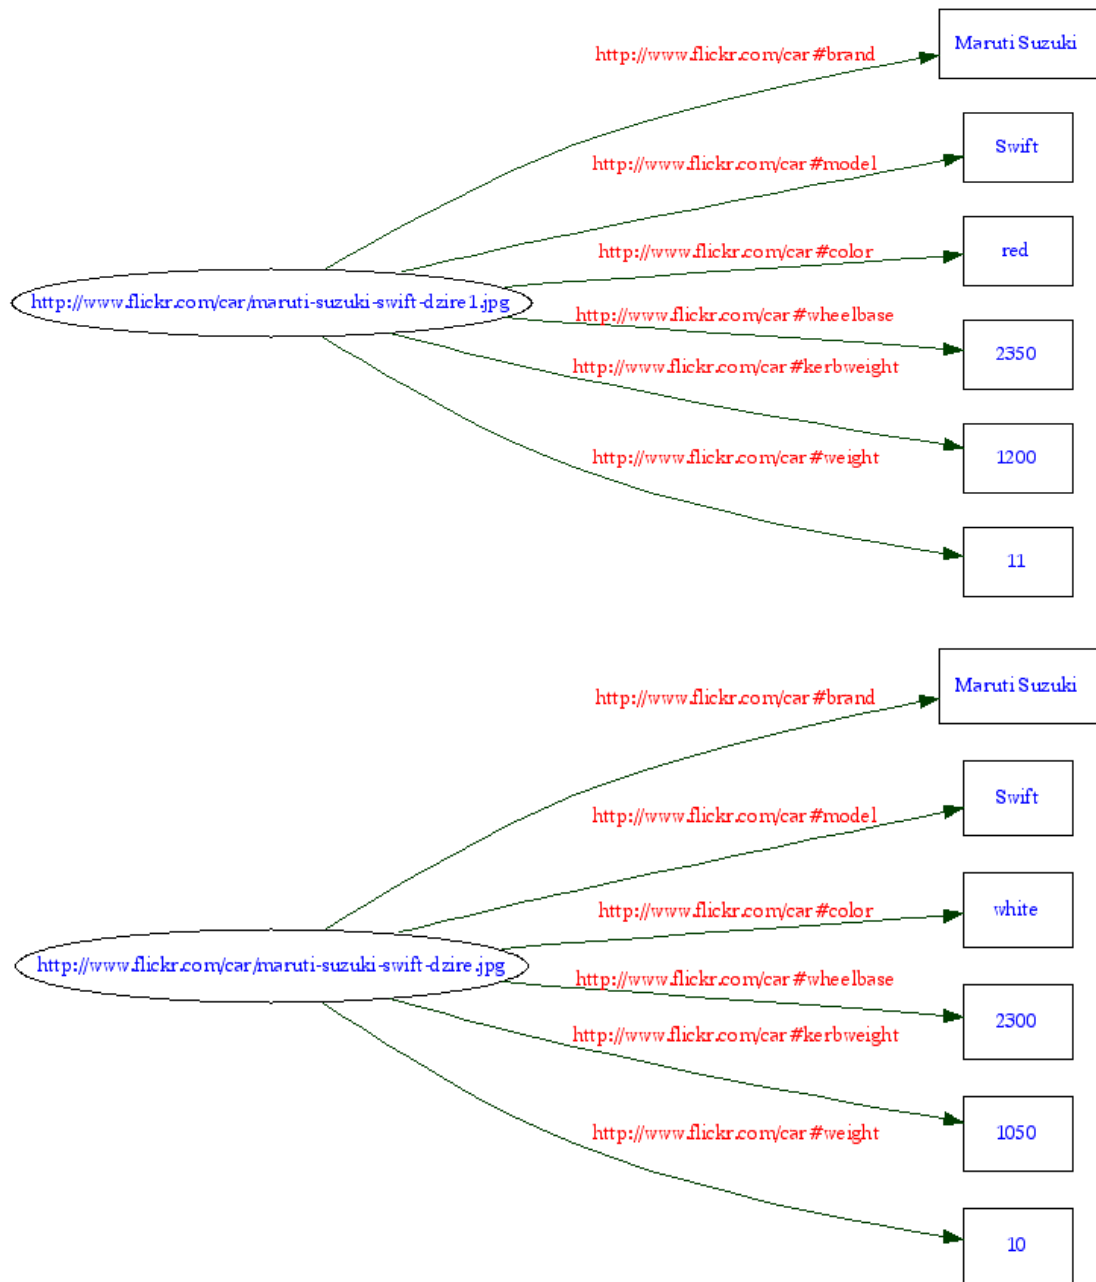 http://www.flickr.com/car#brand
Maruti Suzuki
http://www.flickr.com/car#model
Swift
http://www.flickr.com/car#color
red
http://www.flickr.com/car/maruti-suzuki-swift-dzire1.jpg
http://www.flickr.com/car#wheelbase
2350
http://www.flickr.com/car#kerbweight
1200
http://www.flickr.com/car#weight
11
http://www.flickr.com/car#brand
Maruti Suzuki
http://www.flickr.com/car#model
Swift
http://www.flickr.com/car#color
white
http://www.flickr.com/car/maruti-suzuki-swift-dzire.jpg
http://www.flickr.com/car#wheelbase
2300
http://www.flickr.com/car#kerbweight
1050
http://www.flickr.com/car#weight
10